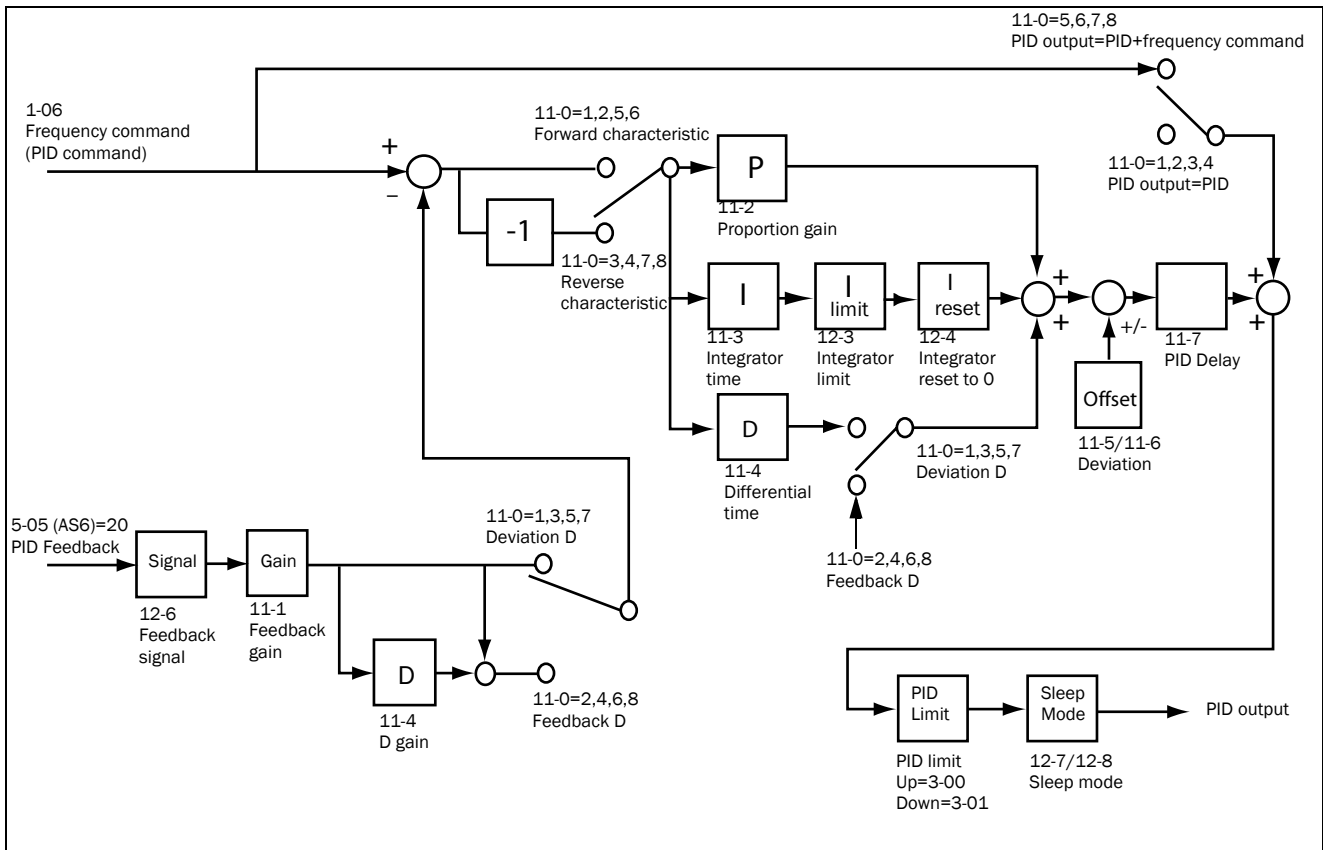 11-0=5,6,7,8
PID output=PID+frequency command
1-06
Frequency command
(PID command)
+
−
11-0=1,2,5,6
Forward characteristic
-1
11-0=3,4,7,8
Reverse
characteristic
P
11-2
Proportion gain
11-0=1,2,3,4
PID output=PID
I
11-3
Integrator
time
I
limit
12-3
Integrator
limit
I
reset
12-4
Integrator
reset to 0
+
+
+/-
11-7
PID Delay
+
+
Offset
11-5/11-6
Deviation
D
11-4
Differential
time
11-0=1,3,5,7
Deviation D
11-0=2,4,6,8
Feedback D
5-05 (AS6)=20
PID Feedback
Signal
12-6
Feedback
signal
Gain
11-1
Feedback
gain
11-0=1,3,5,7
Deviation D
D
11-4
D gain
11-0=2,4,6,8
Feedback D
PID
Limit
PID limit
Up=3-00
Down=3-01
Sleep
Mode
12-7/12-8
Sleep mode
PID output